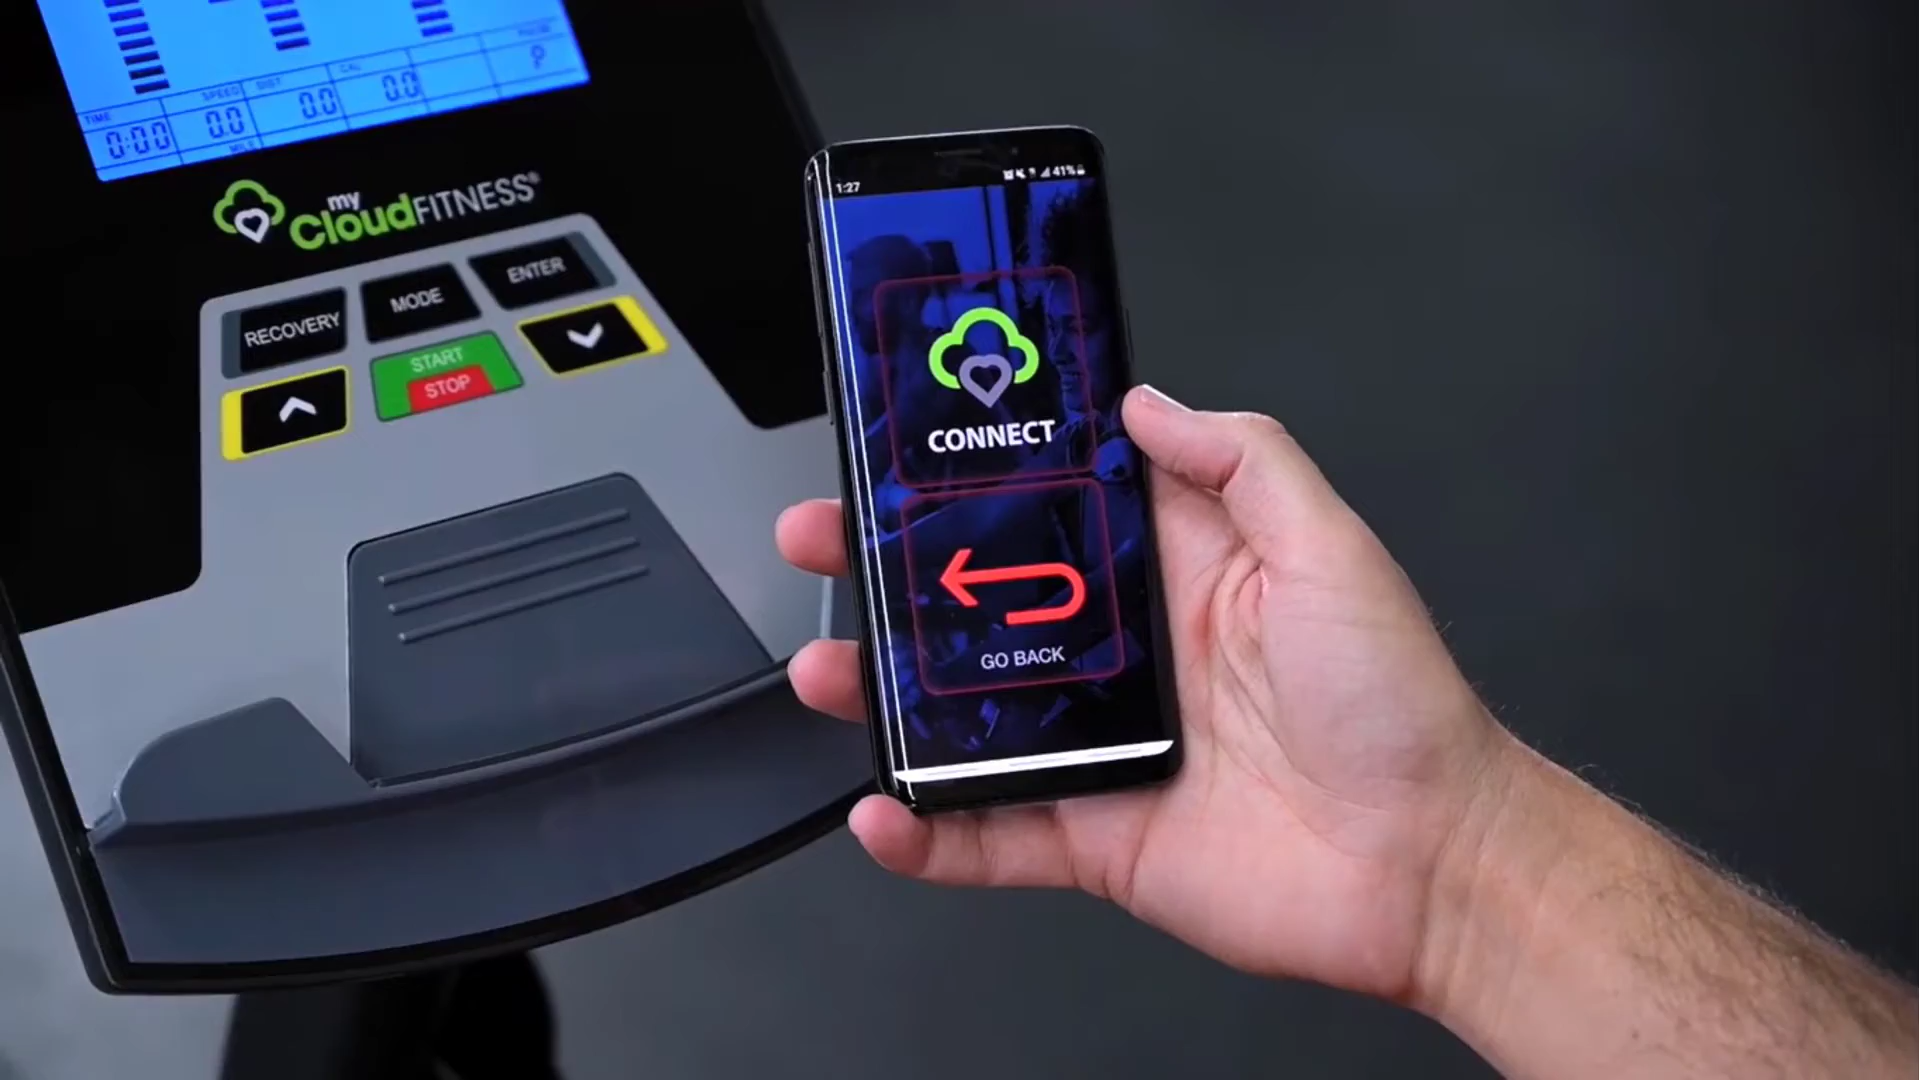 TIME
0:00
SPEED
0.0
MILE
DIST
0.0
CAL
0.0
P
my
CloudFITNESS®
RECOVERY
MODE
ENTER
START
STOP
1:27
41%
CONNECT
GO BACK